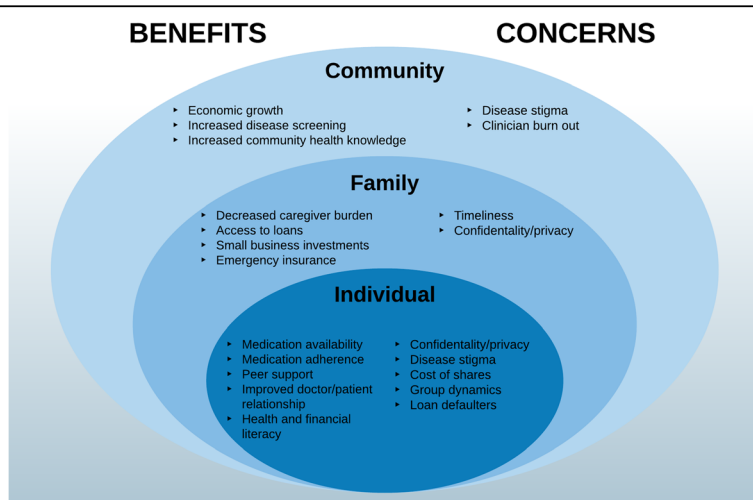 BENEFITS
CONCERNS
Community
‣ Economic growth
‣ Increased disease screening
‣ Increased community health knowledge
‣ Disease stigma
‣ Clinician burn out
Family
‣ Decreased caregiver burden
‣ Access to loans
‣ Small business investments
‣ Emergency insurance
‣ Timeliness
‣ Confidentality/privacy
Individual
‣ Medication availability
‣ Medication adherence
‣ Peer support
‣ Improved doctor/patient
relationship
‣ Health and financial
literacy
‣ Confidentality/privacy
‣ Disease stigma
‣ Cost of shares
‣ Group dynamics
‣ Loan defaulters